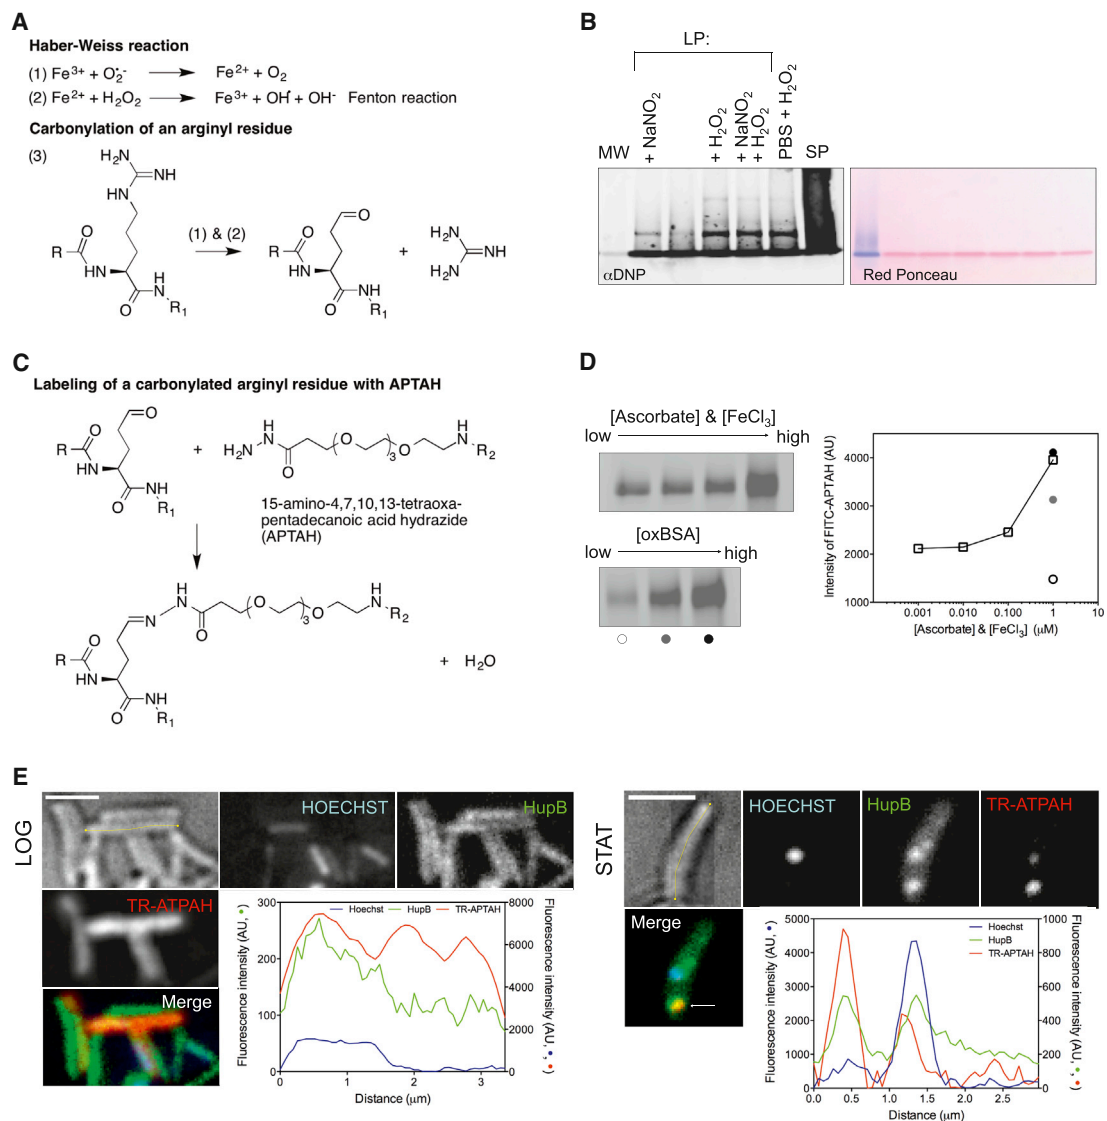 A
Haber-Weiss reaction
(1) Fe³⁺ + O₂•⁻ → Fe²⁺ + O₂
(2) Fe²⁺ + H₂O₂ → Fe³⁺ + OH• + OH⁻ Fenton reaction
Carbonylation of an arginyl residue
(3)
H₂N
NH
HN
O
R
HN
H
N
O
R₁
(1) & (2)
O
O
R
HN
H
N
O
R₁
+
NH₂
H₂N
NH₂
B
LP:
MW
+ NaNO₂
+ H₂O₂
+ NaNO₂
+ H₂O₂
PBS + H₂O₂
SP
αDNP
Red Ponceau
C
Labeling of a carbonylated arginyl residue with APTAH
O
O
R
HN
NH
O
R₁
+
H₂N
H
N
O
O
3
O
H
N
R₂
15-amino-4,7,10,13-tetraoxa-
pentadecanoic acid hydrazide
(APTAH)
N
H
N
O
O
3
O
H
N
R₂
O
R
HN
NH
O
R₁
+ H₂O
D
[Ascorbate] & [FeCl₃]
low → high
[oxBSA]
low → high
Intensity of FITC-APTAH (AU)
4000
3000
2000
1000
0.001 0.010 0.100 1 10
[Ascorbate] & [FeCl₃] (μM)
E
LOG
HOECHST
HupB
TR-ATPAH
Merge
Fluorescence intensity (AU, ●)
300
200
100
0
Hoechst HupB TR-APTAH
8000
6000
4000
2000
0
Fluorescence intensity (AU, ●,●)
0 1 2 3
Distance (μm)
STAT
HOECHST
HupB
TR-ATPAH
Merge
Fluorescence intensity (AU, ●)
5000
4000
3000
2000
1000
0
Hoechst
HupB
TR-APTAH
1000
800
600
400
200
0
Fluorescence intensity (AU, ●,●)
0.0 0.5 1.0 1.5 2.0 2.5
Distance (μm)